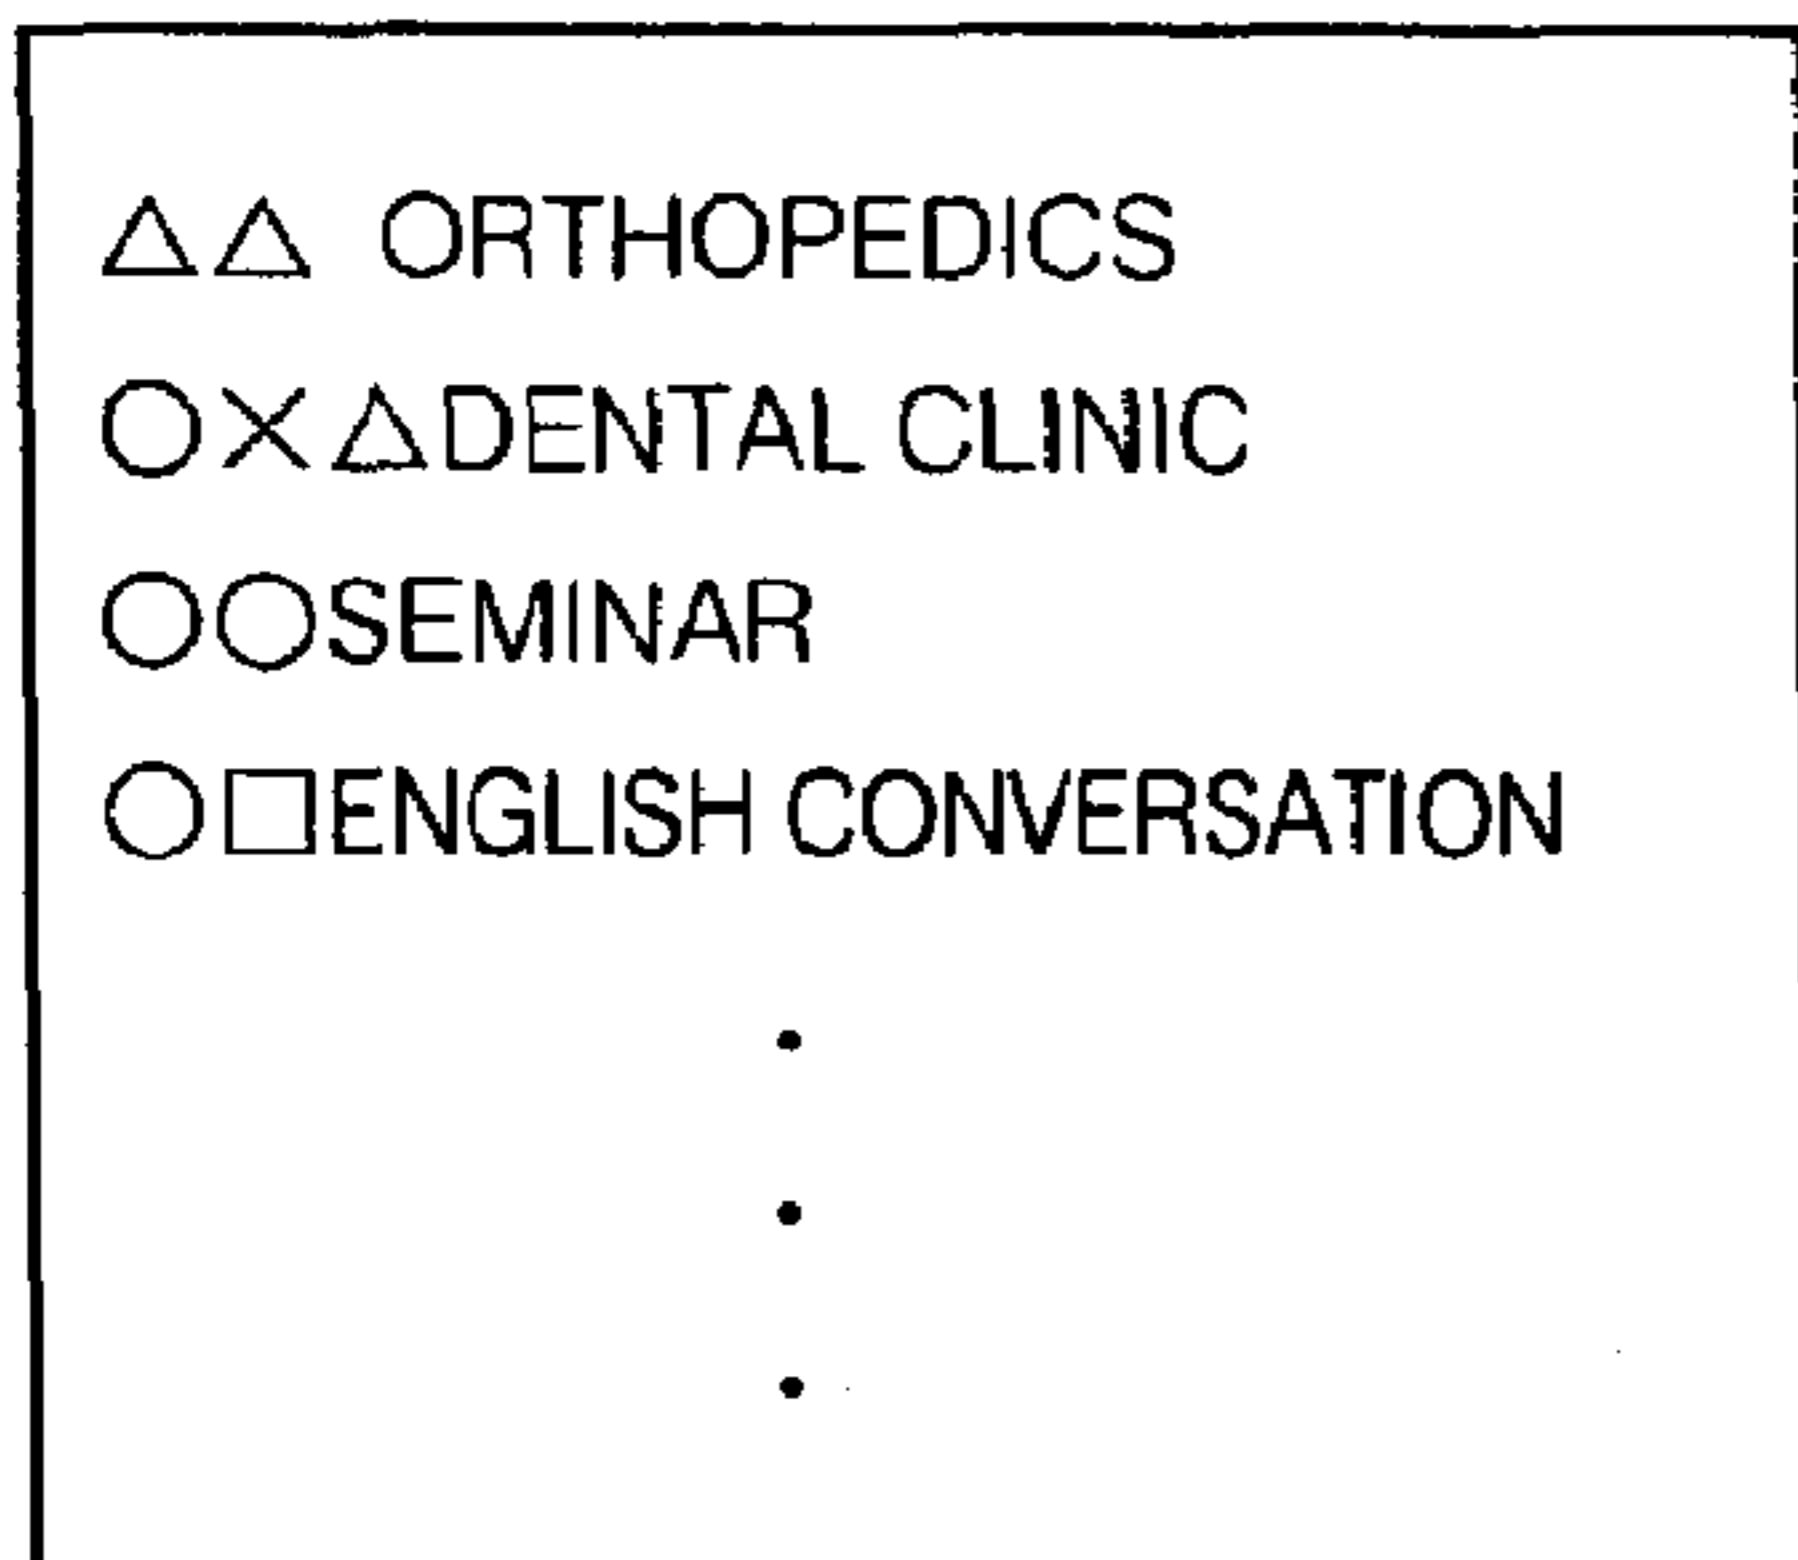 △△ ORTHOPEDICS
○×△DENTAL CLINIC
○○SEMINAR
○□ENGLISH CONVERSATION
•
•
•